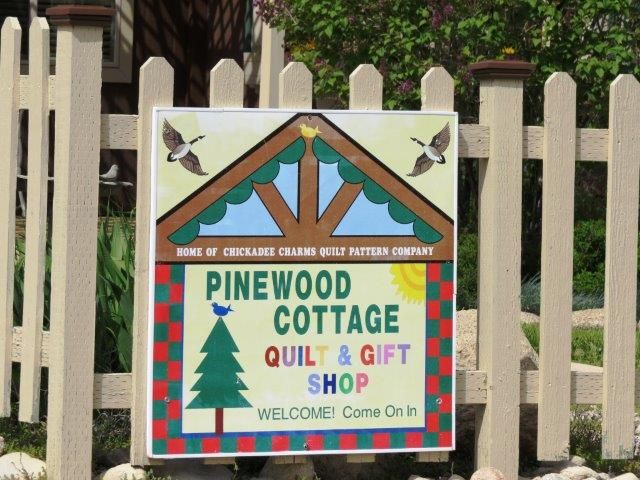 HOME OF CHICKADEE CHARMS QUILT PATTERN COMPANY
PINEWOOD
COTTAGE
QUILT & GIFT
SHOP
WELCOME! Come On In